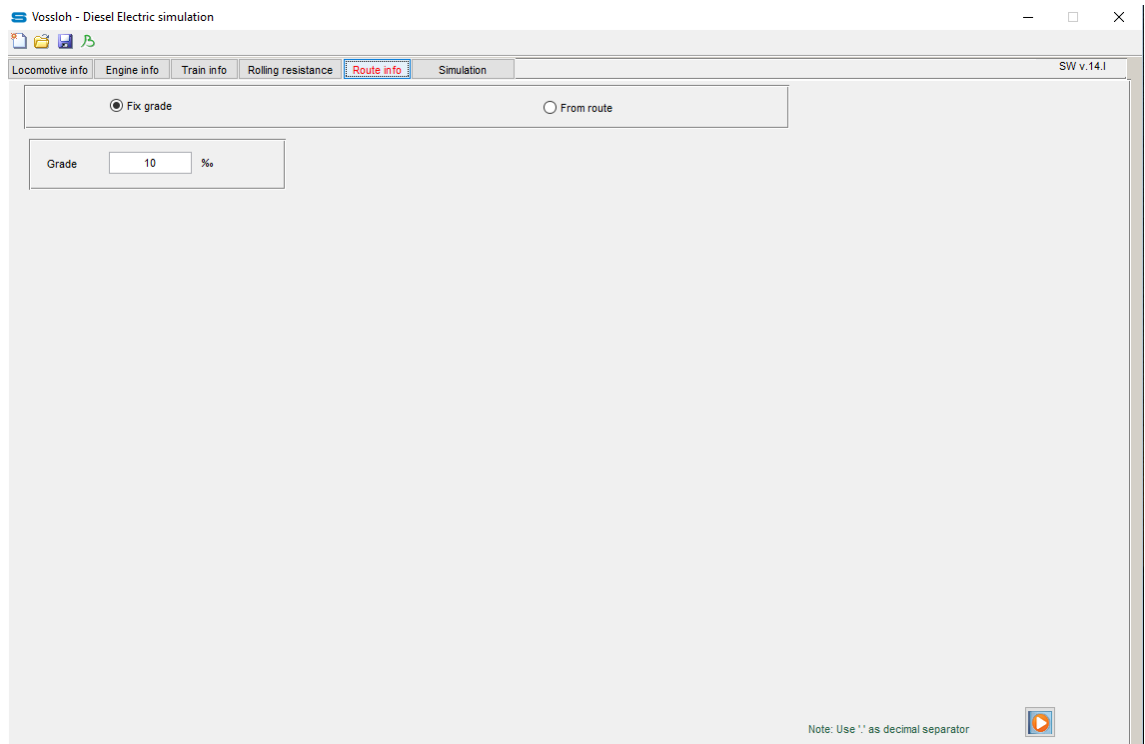 Vossloh - Diesel Electric simulation
Locomotive info Engine info Train info Rolling resistance Route info Simulation SW v.14.I
Fix grade From route
Grade 10 ‰
Note: Use '.' as decimal separator